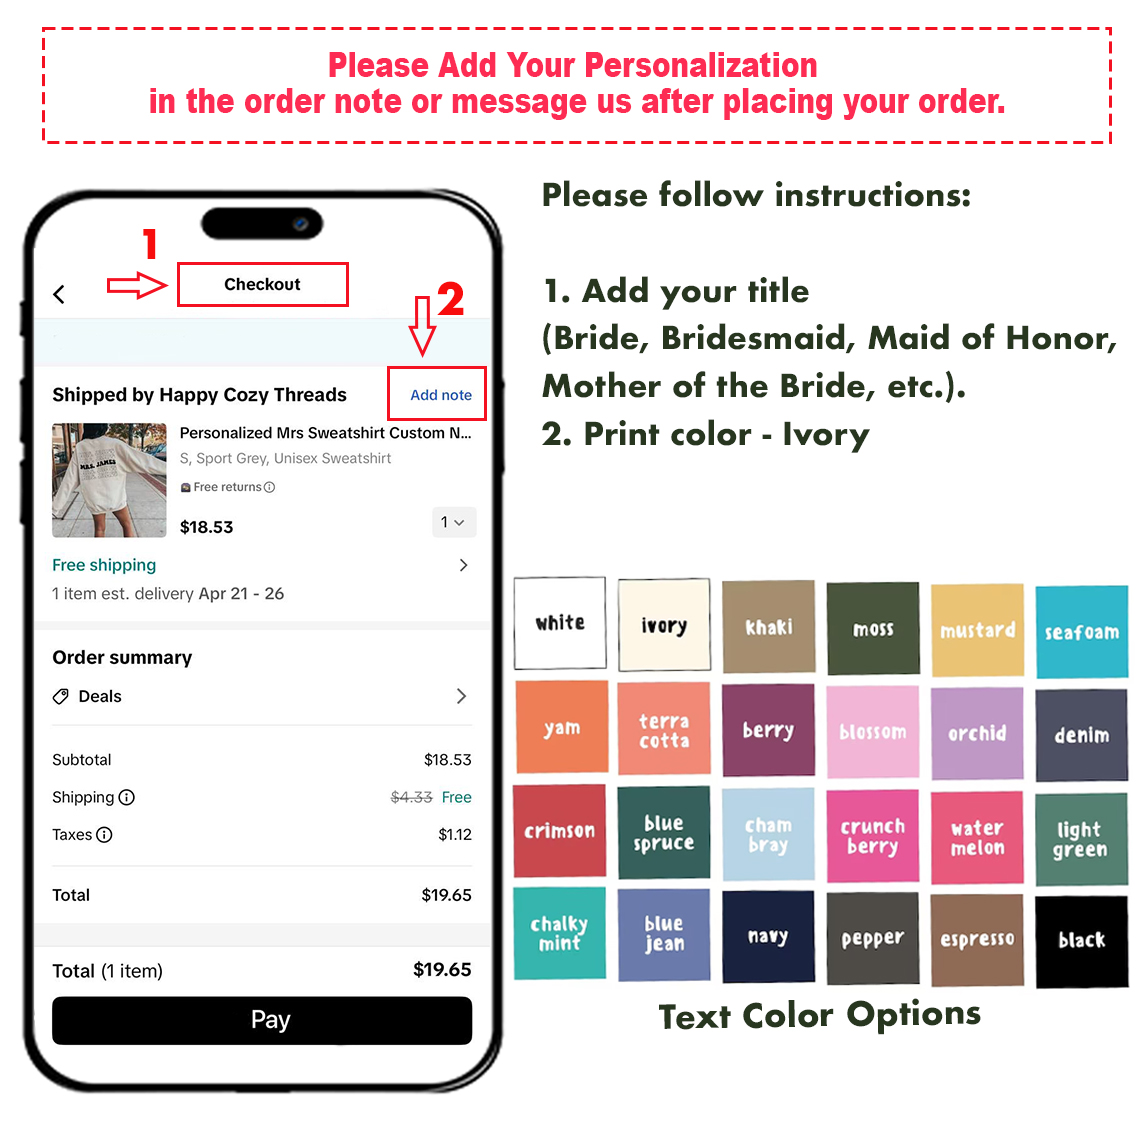 Please Add Your Personalization
in the order note or message us after placing your order.
Please follow instructions:
1. Add your title
(Bride, Bridesmaid, Maid of Honor,
Mother of the Bride, etc.).
2. Print color - Ivory
1
Checkout
2
Shipped by Happy Cozy Threads
Add note
Personalized Mrs Sweatshirt Custom N...
S, Sport Grey, Unisex Sweatshirt
Free returns
$18.53
1
MRS. JAMES
Free shipping
1 item est. delivery Apr 21 - 26
Order summary
Deals
Subtotal $18.53
Shipping $4.33 Free
Taxes $1.12
Total $19.65
Total (1 item) $19.65
Pay
white
ivory
khaki
moss
mustard
seafoam
yam
terra
cotta
berry
blossom
orchid
denim
crimson
blue
spruce
cham
bray
crunch
berry
water
melon
light
green
chalky
mint
blue
jean
navy
pepper
espresso
black
Text Color Options